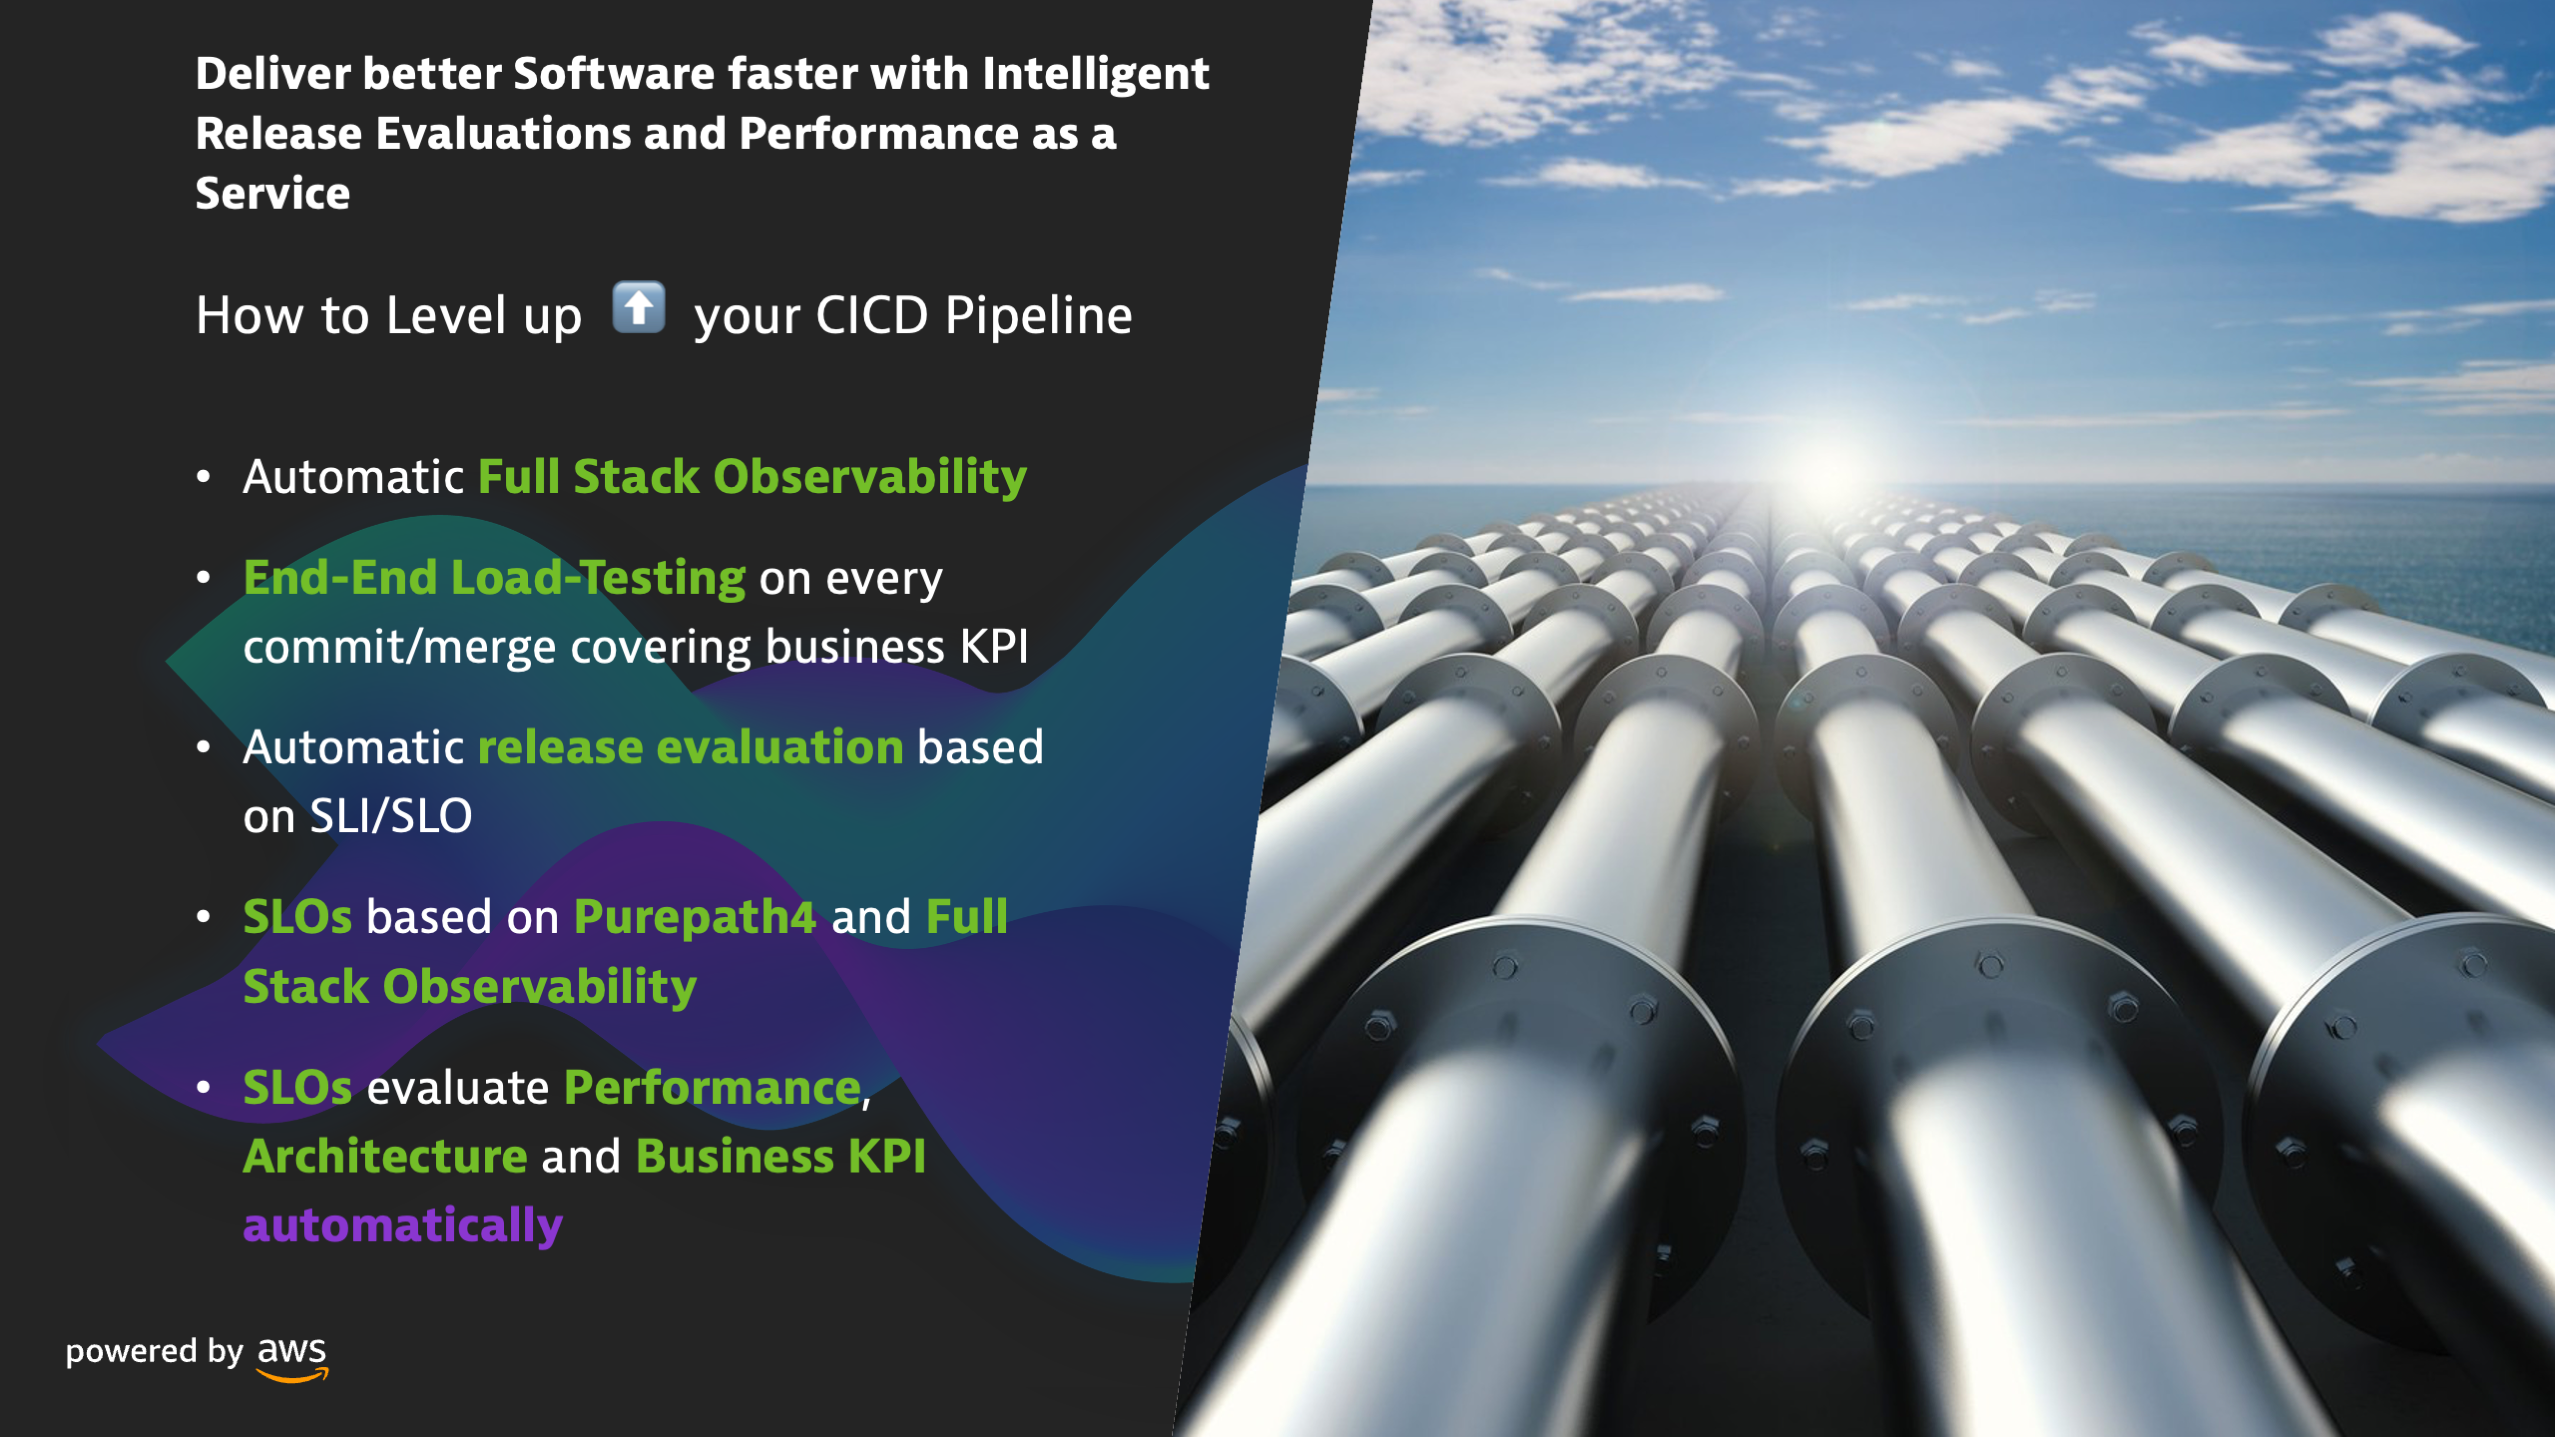 Deliver better Software faster with Intelligent
Release Evaluations and Performance as a
Service
How to Level up ⬆️ your CICD Pipeline
• Automatic Full Stack Observability
• End-End Load-Testing on every
commit/merge covering business KPI
• Automatic release evaluation based
on SLI/SLO
• SLOs based on Purepath4 and Full
Stack Observability
• SLOs evaluate Performance,
Architecture and Business KPI
automatically
powered by aws